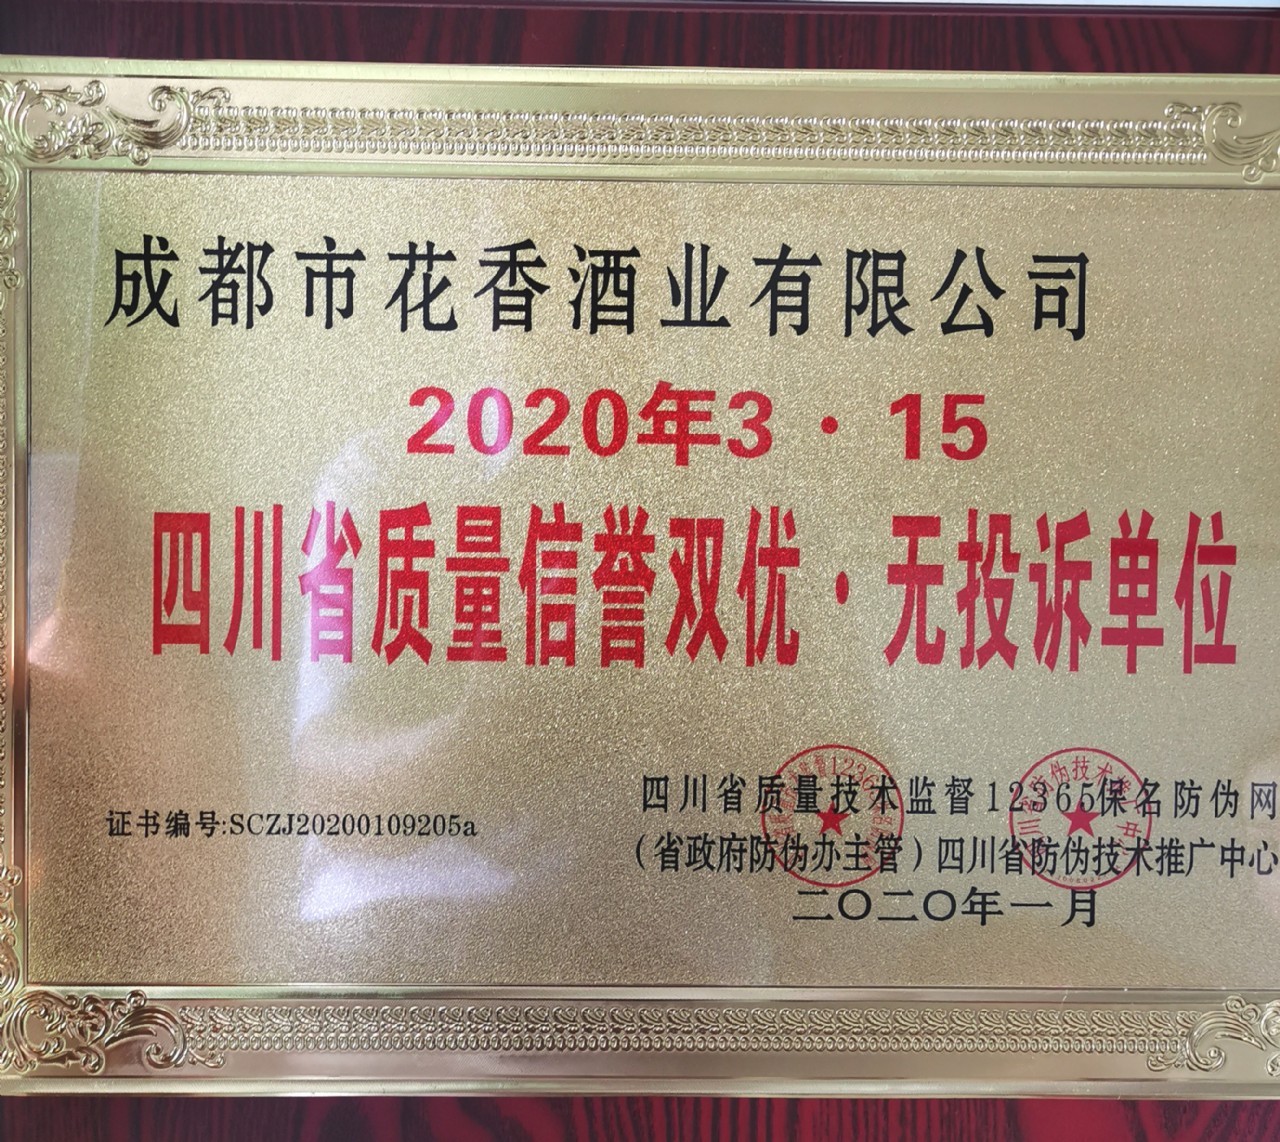 成都市花香酒业有限公司
2020年3·15
四川省质量信誉双优·无投诉单位
证书编号:SCZJ20200109205a
四川省质量技术监督12365保名防伪网
（省政府防伪办主管）四川省防伪技术推广中心
二〇二〇年一月